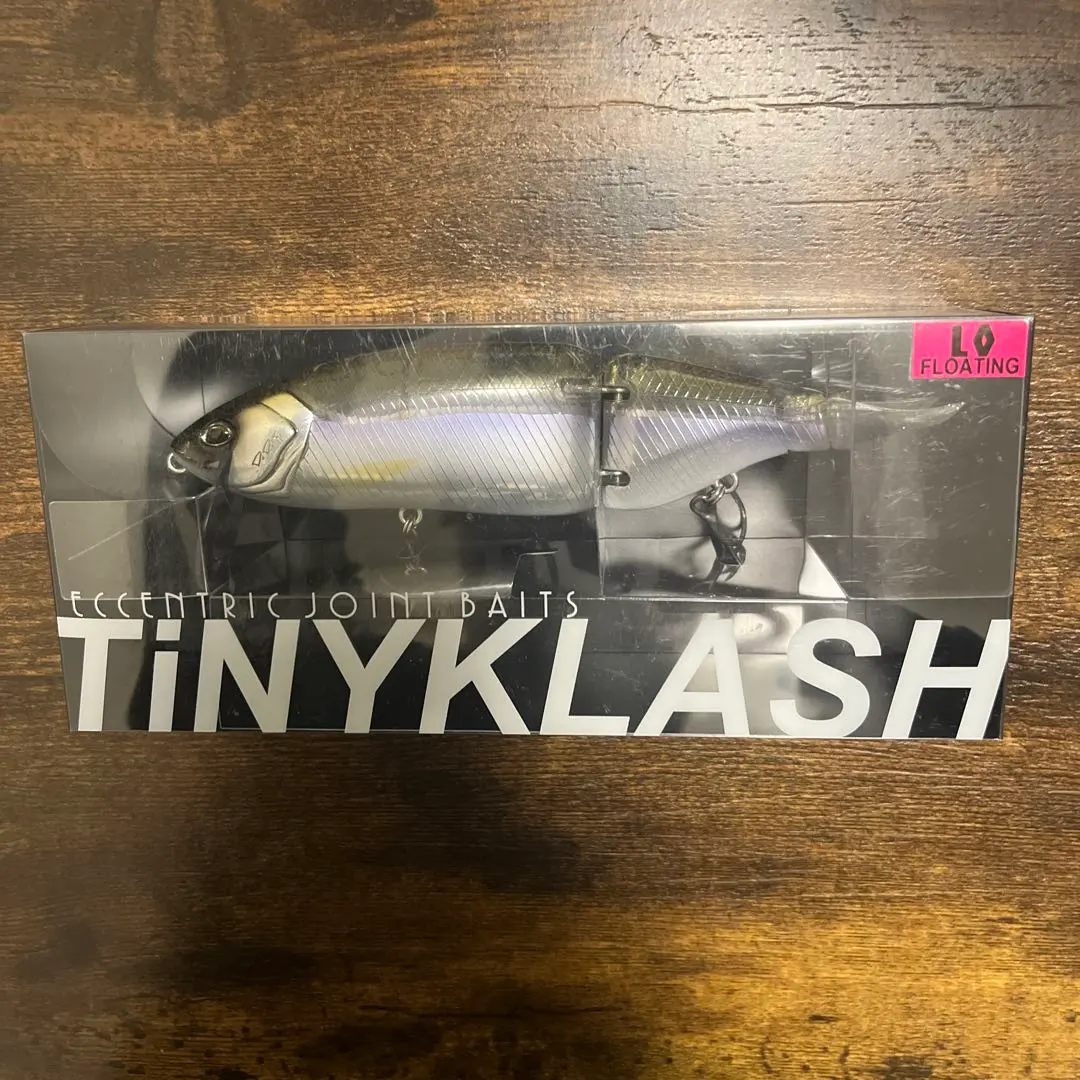 LO
FLOATING
ECCENTRIC JOINT BAITS
TiNYKLASH